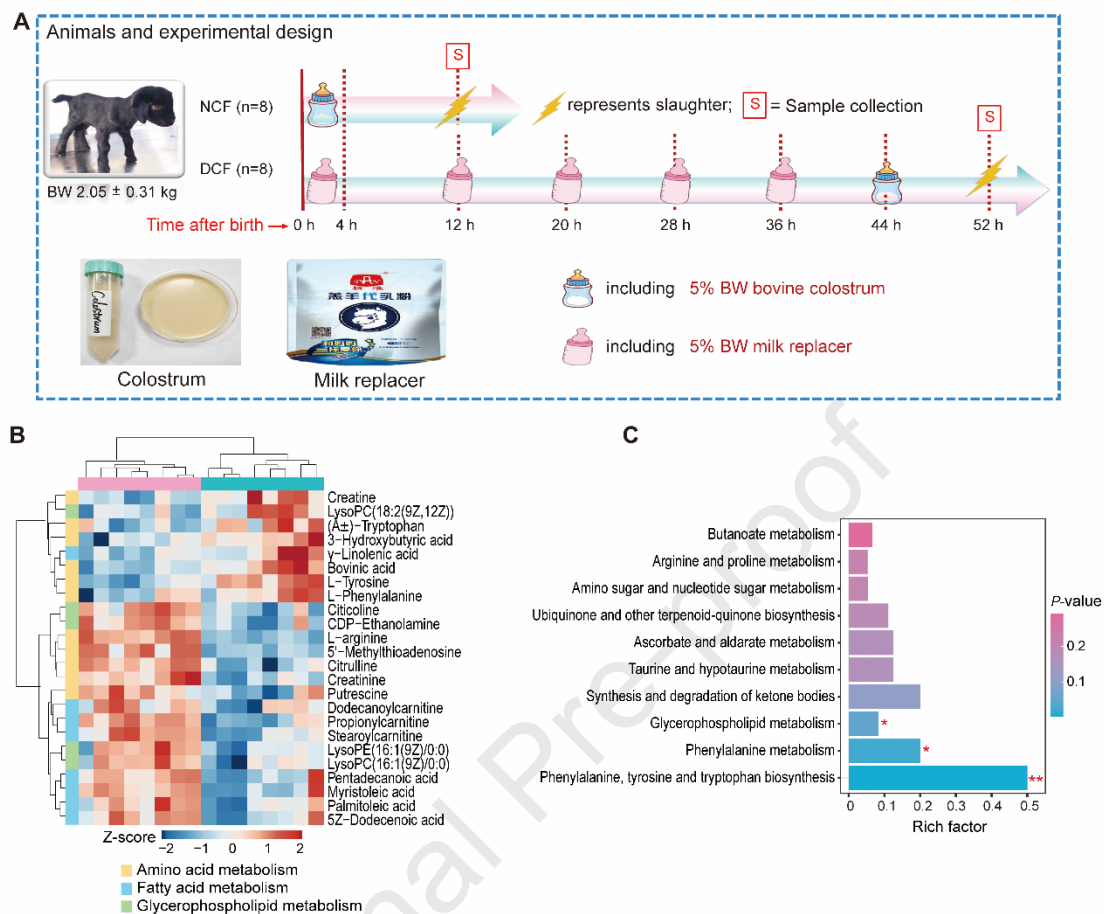 A
Animals and experimental design
NCF (n=8)
DCF (n=8)
BW 2.05 ± 0.31 kg
S
represents slaughter; S = Sample collection
S
Time after birth
0 h
4 h
12 h
20 h
28 h
36 h
44 h
52 h
Colostrum
羔羊代乳粉
Colostrum
Milk replacer
including 5% BW bovine colostrum
including 5% BW milk replacer
B
Creatine
LysoPC(18:2(9Z,12Z))
(A±)-Tryptophan
3-Hydroxybutyric acid
γ-Linolenic acid
Bovinic acid
L-Tyrosine
L-Phenylalanine
Citicoline
CDP-Ethanolamine
L-arginine
5'-Methylthioadenosine
Citrulline
Creatinine
Putrescine
Dodecanoylcarnitine
Propionylcarnitine
Stearoylcarnitine
LysoPE(16:1(9Z)/0:0)
LysoPC(16:1(9Z)/0:0)
Pentadecanoic acid
Myristoleic acid
Palmitoleic acid
5Z-Dodecenoic acid
Z-score
-2 -1 0 1 2
Amino acid metabolism
Fatty acid metabolism
Glycerophospholipid metabolism
C
Butanoate metabolism
Arginine and proline metabolism
Amino sugar and nucleotide sugar metabolism
Ubiquinone and other terpenoid-quinone biosynthesis
Ascorbate and aldarate metabolism
Taurine and hypotaurine metabolism
Synthesis and degradation of ketone bodies
Glycerophospholipid metabolism *
Phenylalanine metabolism *
Phenylalanine, tyrosine and tryptophan biosynthesis **
0 0.1 0.2 0.3 0.4 0.5
Rich factor
P-value
0.2
0.1
nal Pre-proof